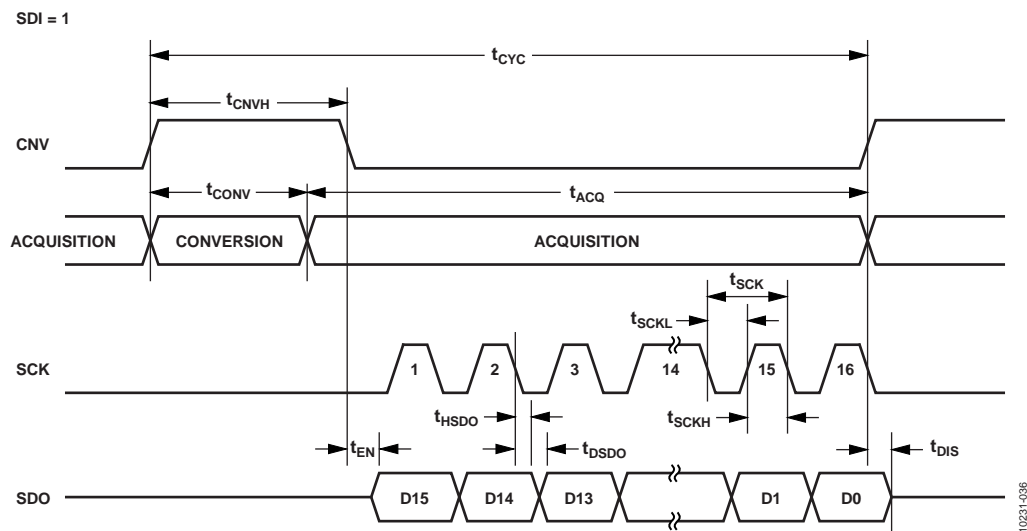 SDI = 1
tCYC
tCNVH
CNV
tCONV
tACQ
ACQUISITION
CONVERSION
ACQUISITION
tSCK
tSCKL
SCK
1
2
3
14
15
16
tHSDO
tSCKH
tEN
tDSDO
tDIS
SDO
D15
D14
D13
D1
D0
10231-036